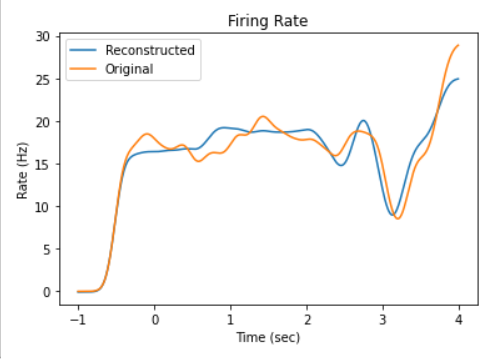 Firing Rate
Reconstructed
Original
30
25
20
15
10
5
0
Rate (Hz)
−1 0 1 2 3 4
Time (sec)